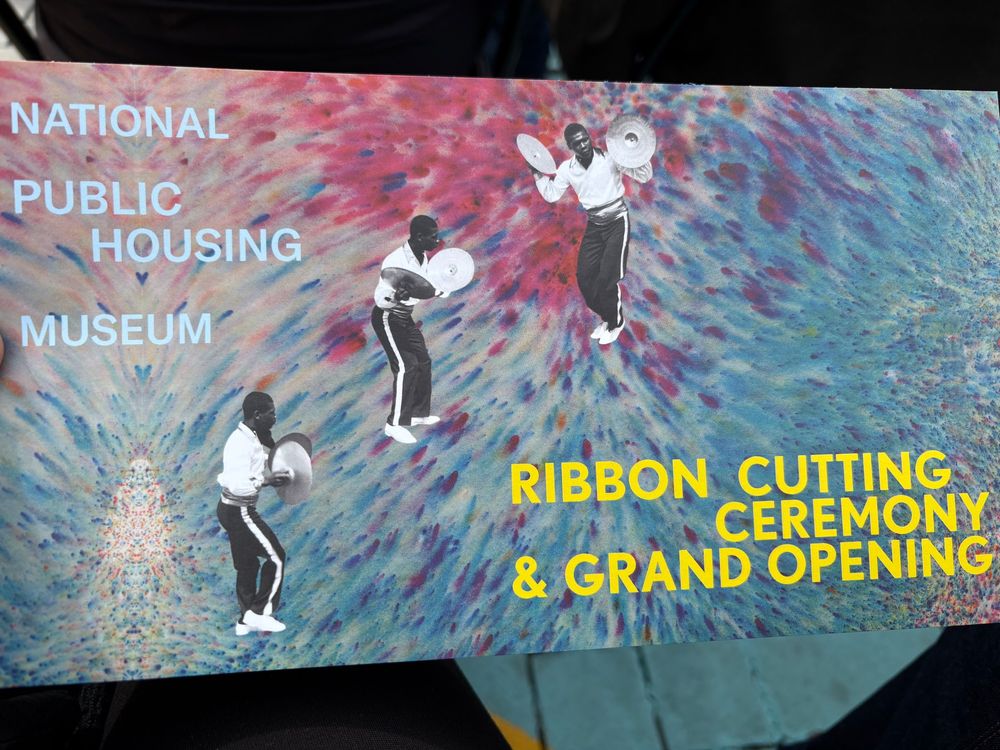 NATIONAL
PUBLIC
HOUSING
MUSEUM
RIBBON CUTTING
CEREMONY
& GRAND OPENING